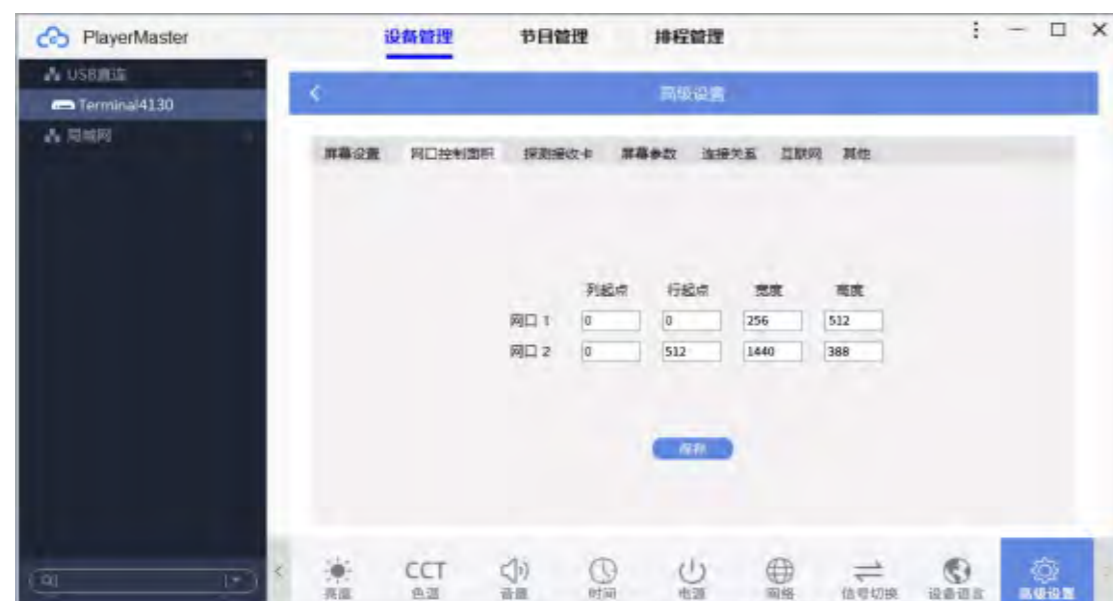 PlayerMaster 设备管理 节目管理 排程管理
USB直连
Terminal4130
局域网
高级设置
屏幕设置 网口控制面积 探测接收卡 屏幕参数 连接关系 互联网 其他
列起点 行起点 宽度 高度
网口 1 0 0 256 512
网口 2 0 512 1440 388
保存
CCT
亮度 色温 音量 时间 电源 网络 信号切换 设备语言 高级设置